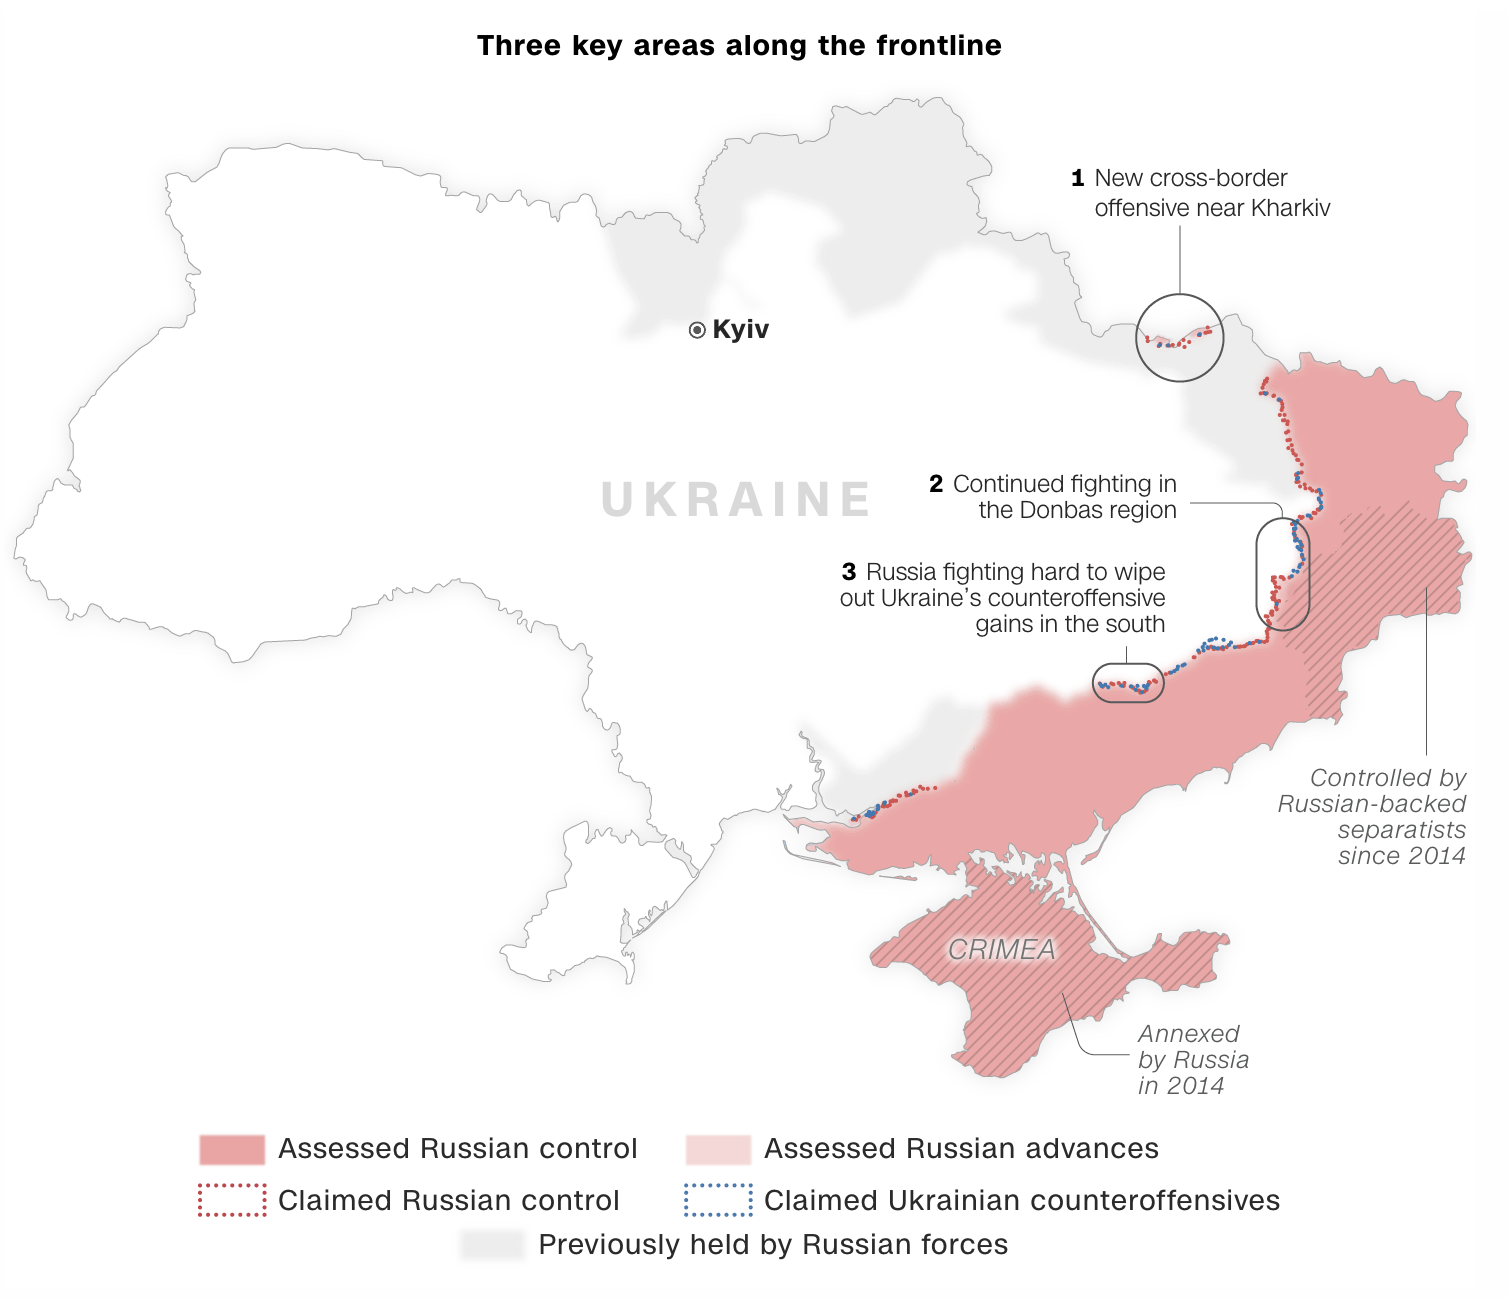 Three key areas along the frontline
1 New cross-border
offensive near Kharkiv
Kyiv
UKRAINE
2 Continued fighting in
the Donbas region
3 Russia fighting hard to wipe
out Ukraine's counteroffensive
gains in the south
Controlled by
Russian-backed
separatists
since 2014
CRIMEA
Annexed
by Russia
in 2014
Assessed Russian control
Assessed Russian advances
Claimed Russian control
Claimed Ukrainian counteroffensives
Previously held by Russian forces